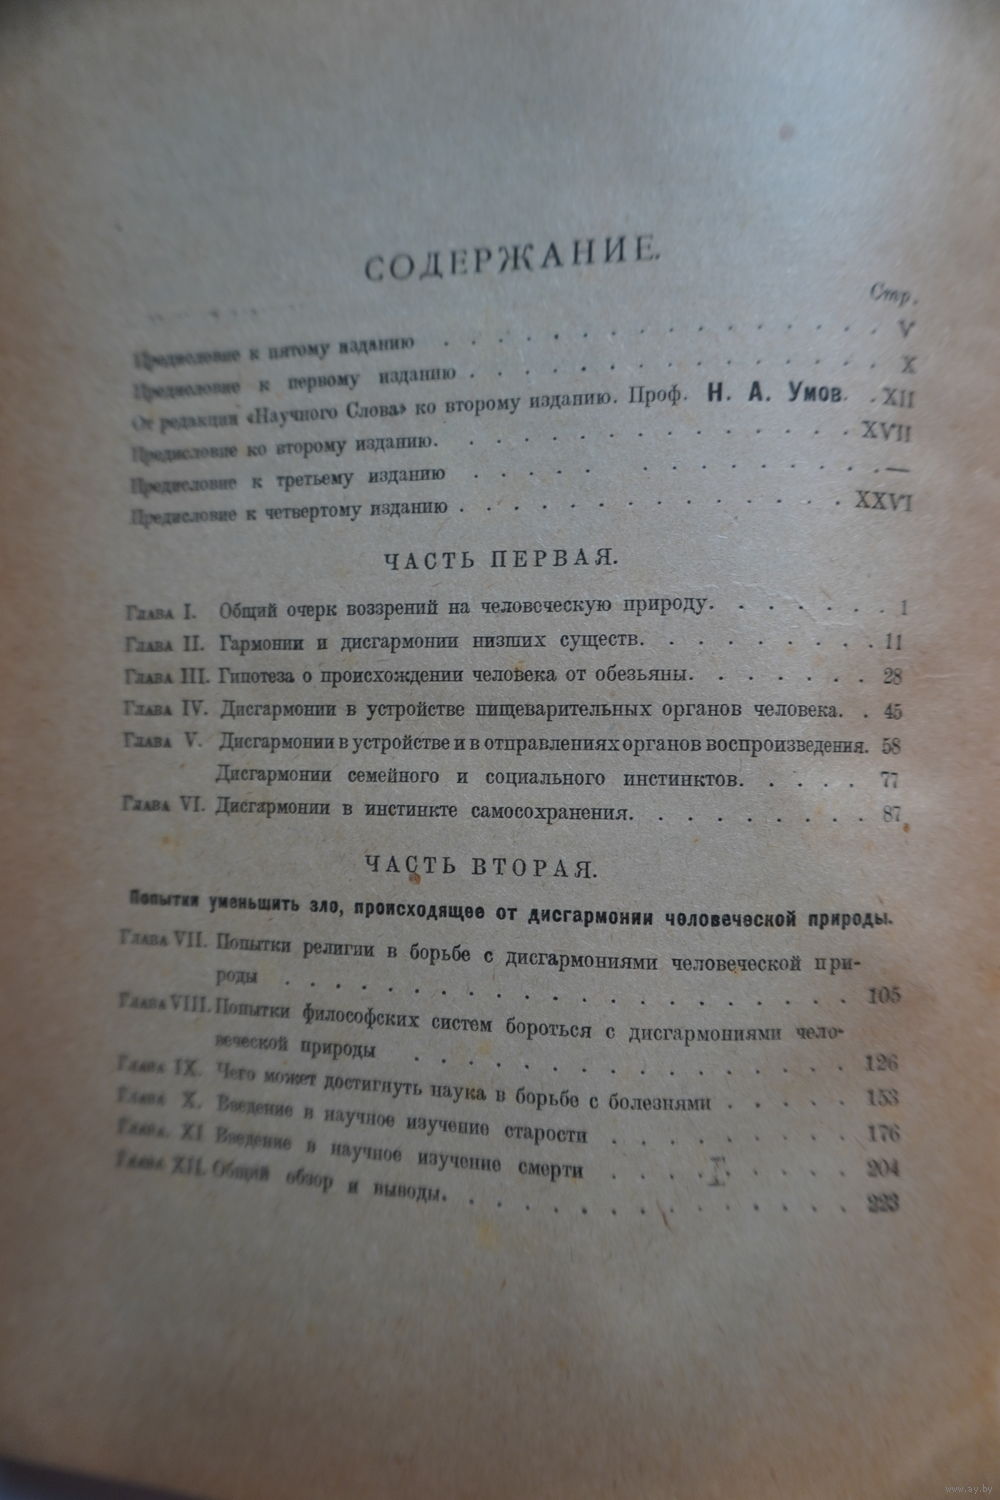 СОДЕРЖАНИЕ.
Стр.
Предисловие к пятому изданию . . . . . . . . . . . . . . . V
Предисловие к первому изданию . . . . . . . . . . . . . . X
От редакции «Научного Слова» ко второму изданию. Проф. Н. А. Умов. . XII
Предисловие ко второму изданию. . . . . . . . . . . . . . XVII
Предисловие к третьему изданию . . . . . . . . . . . . . —
Предисловие к четвертому изданию . . . . . . . . . . . . XXVI
ЧАСТЬ ПЕРВАЯ.
Глава I. Общий очерк воззрений на человеческую природу. . . . . . . 1
Глава II. Гармонии и дисгармонии низших существ. . . . . . . . . 11
Глава III. Гипотеза о происхождении человека от обезьяны. . . . . . . 28
Глава IV. Дисгармонии в устройстве пищеварительных органов человека. . 45
Глава V. Дисгармонии в устройстве и в отправлениях органов воспроизведения. 58
Дисгармонии семейного и социального инстинктов. . . . . 77
Глава VI. Дисгармонии в инстинкте самосохранения. . . . . . . . . 87
ЧАСТЬ ВТОРАЯ.
Попытки уменьшить зло, происходящее от дисгармонии человеческой природы.
Глава VII. Попытки религии в борьбе с дисгармониями человеческой при-
роды . . . . . . . . . . . . . . . . . . 105
Глава VIII. Попытки философских систем бороться с дисгармониями чело-
веческой природы . . . . . . . . . . . . . . 126
Глава IX. Чего может достигнуть наука в борьбе с болезнями . . . . . 153
Глава X. Введение в научное изучение старости . . . . . . . . . 176
Глава. XI Введение в научное изучение смерти . . . . . . . . . 204
Глава XII. Общий обзор и выводы. . . . . . . . . . . . . . 223
www.ay.by